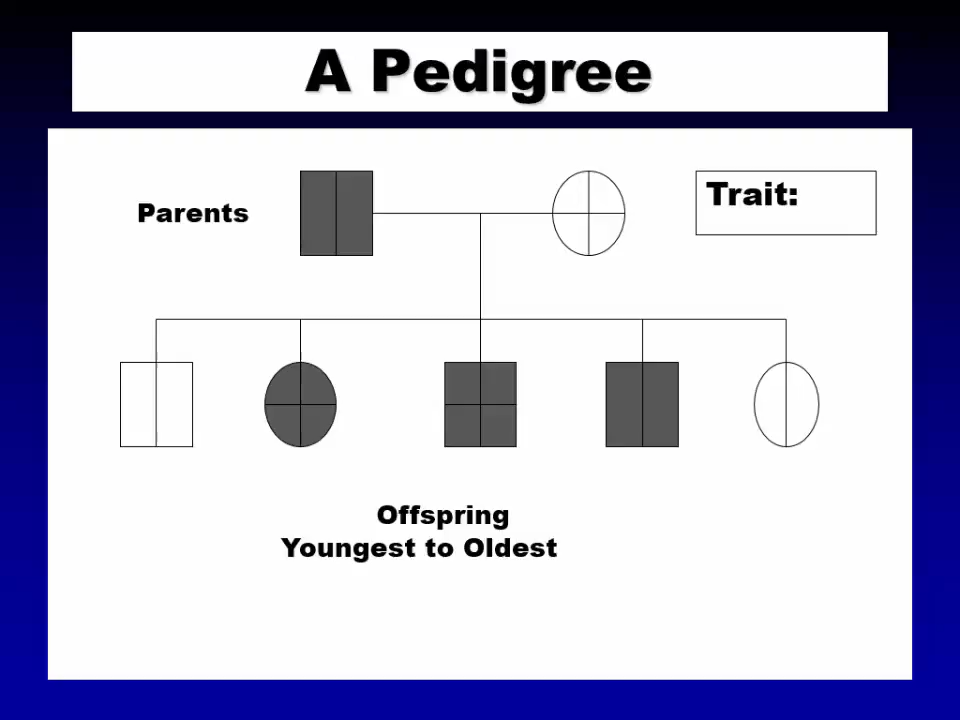 A Pedigree
Parents
Trait:
Offspring
Youngest to Oldest